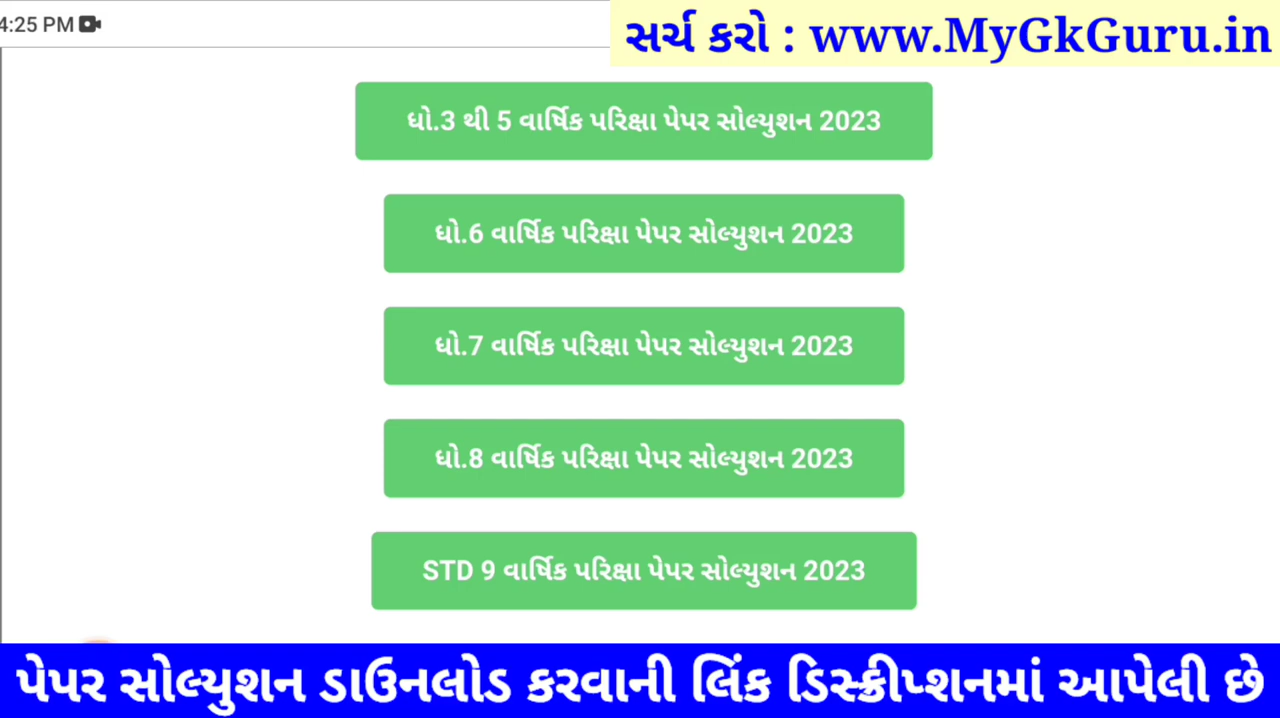 4:25 PM
સર્ચ કરો : www.MyGkGuru.in
ધો.3 થી 5 વાર્ષિક પરિક્ષા પેપર સોલ્યુશન 2023
ધો.6 વાર્ષિક પરિક્ષા પેપર સોલ્યુશન 2023
ધો.7 વાર્ષિક પરિક્ષા પેપર સોલ્યુશન 2023
ધો.8 વાર્ષિક પરિક્ષા પેપર સોલ્યુશન 2023
STD 9 વાર્ષિક પરિક્ષા પેપર સોલ્યુશન 2023
પેપર સોલ્યુશન ડાઉનલોડ કરવાની લિંક ડિસ્ક્રીપ્શનમાં આપેલી છે